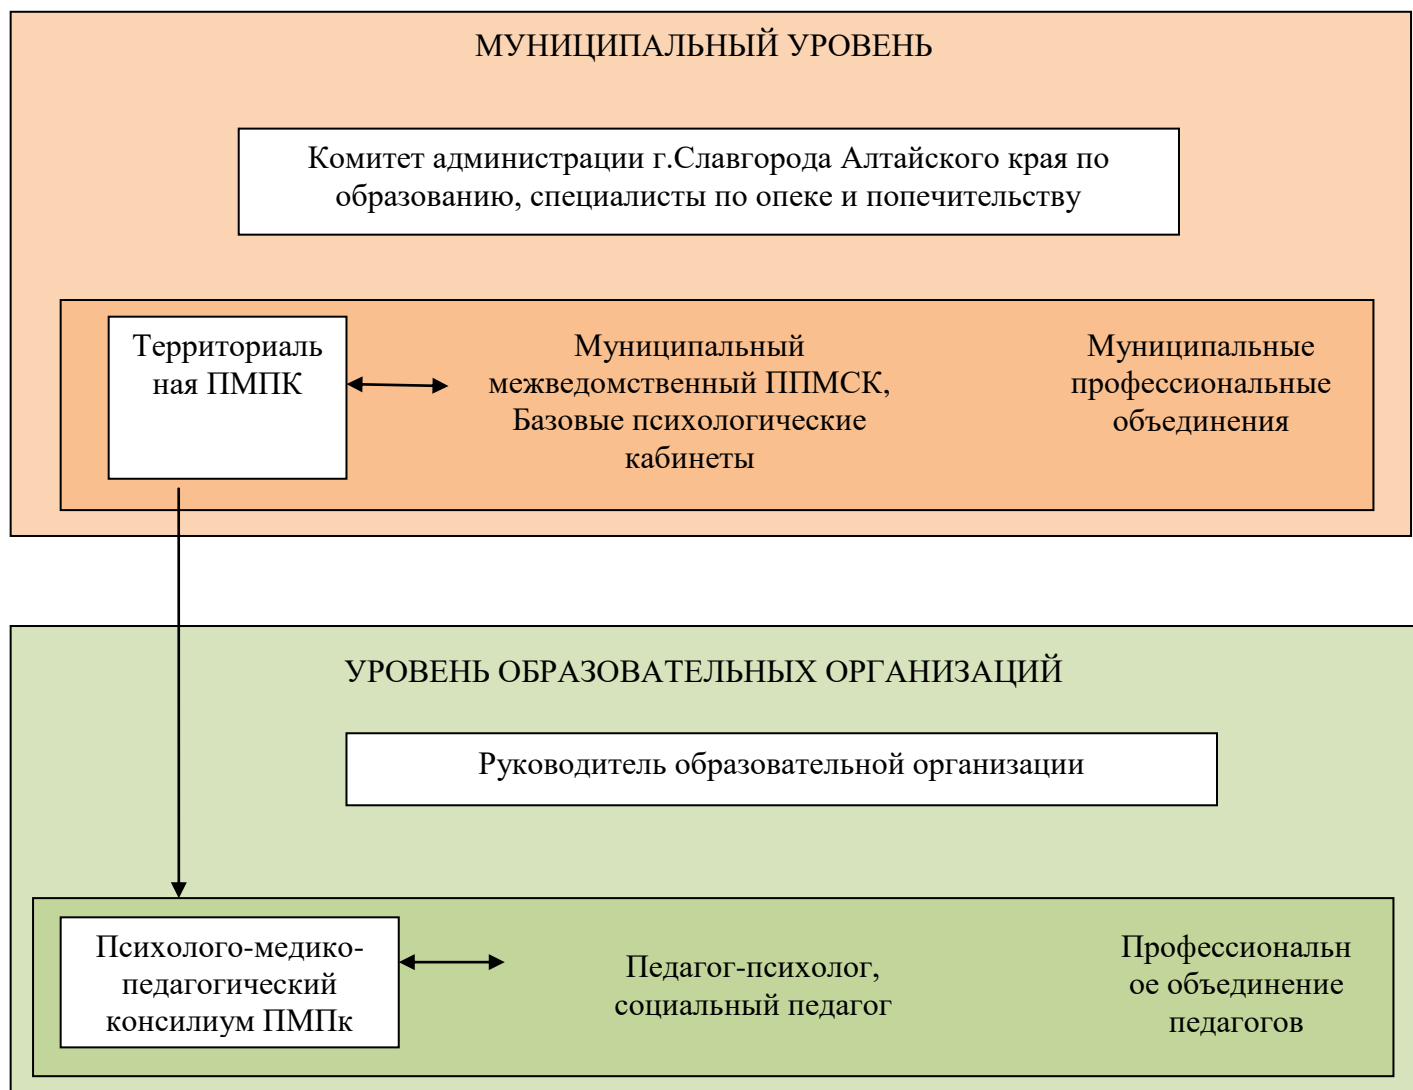 МУНИЦИПАЛЬНЫЙ УРОВЕНЬ
Комитет администрации г.Славгорода Алтайского края по
образованию, специалисты по опеке и попечительству
Территориаль
ная ПМПК
Муниципальный
межведомственный ППМСК,
Базовые психологические
кабинеты
Муниципальные
профессиональные
объединения
УРОВЕНЬ ОБРАЗОВАТЕЛЬНЫХ ОРГАНИЗАЦИЙ
Руководитель образовательной организации
Психолого-медико-
педагогический
консилиум ПМПк
Педагог-психолог,
социальный педагог
Профессиональн
ое объединение
педагогов